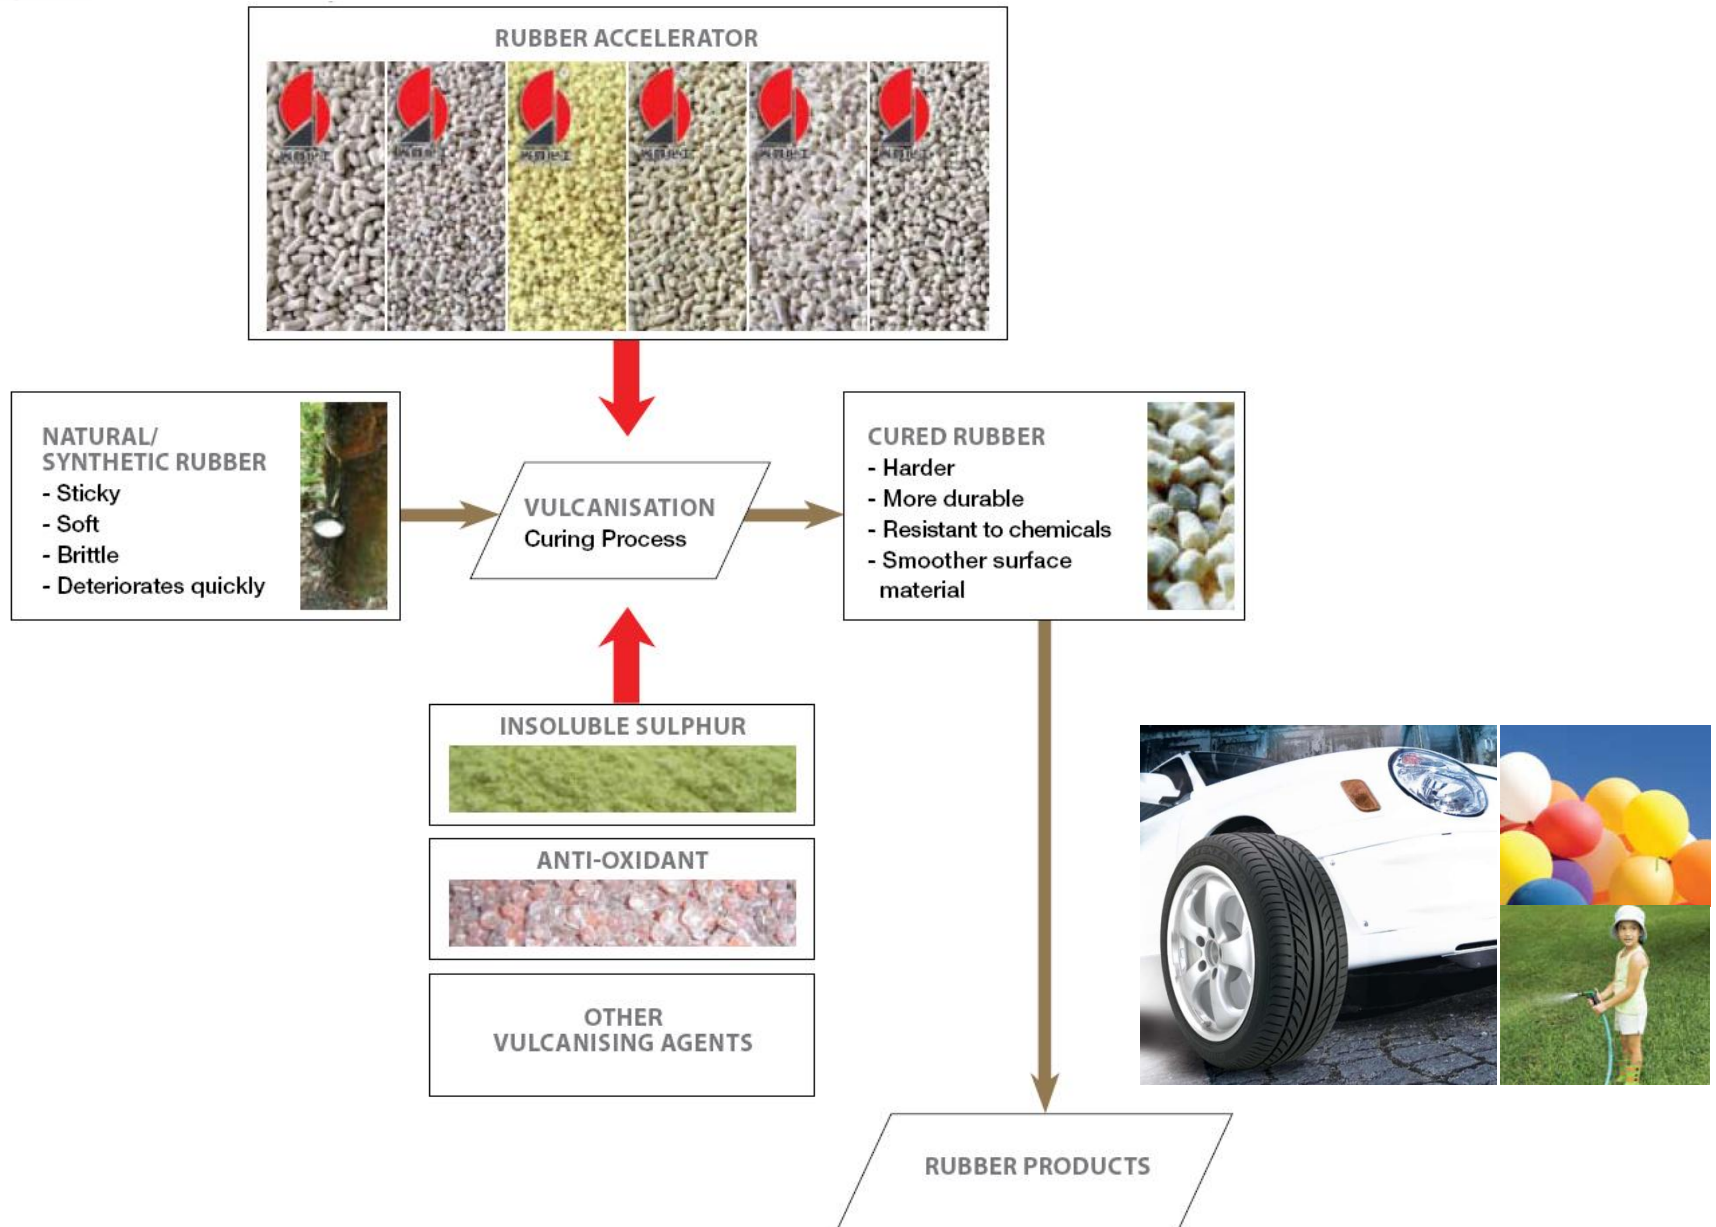 RUBBER ACCELERATOR
NATURAL/
SYNTHETIC RUBBER
- Sticky
- Soft
- Brittle
- Deteriorates quickly
VULCANISATION
Curing Process
CURED RUBBER
- Harder
- More durable
- Resistant to chemicals
- Smoother surface
material
INSOLUBLE SULPHUR
ANTI-OXIDANT
OTHER
VULCANISING AGENTS
RUBBER PRODUCTS